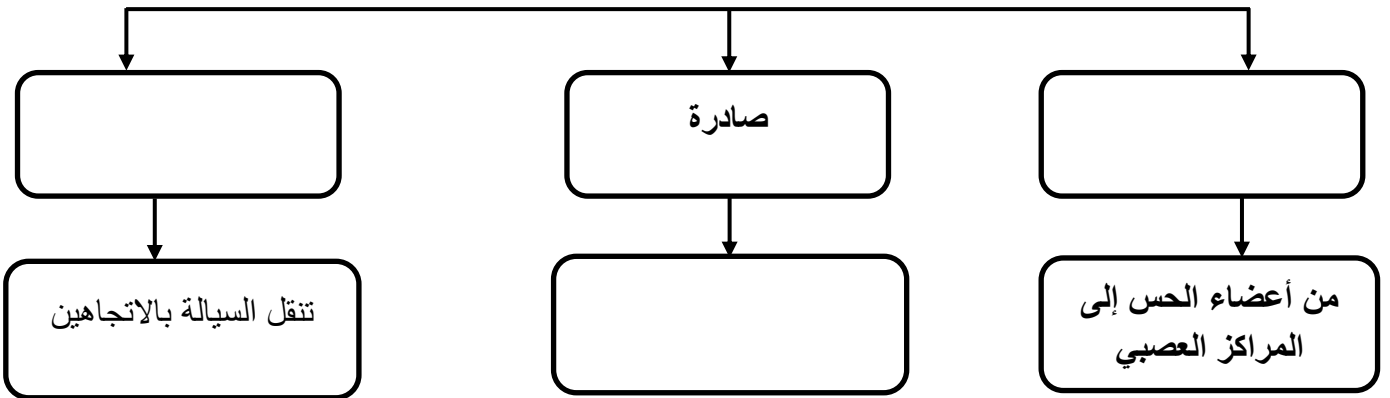 صادرة
من أعضاء الحس إلى
المراكز العصبي
تنقل السيالة بالاتجاهين